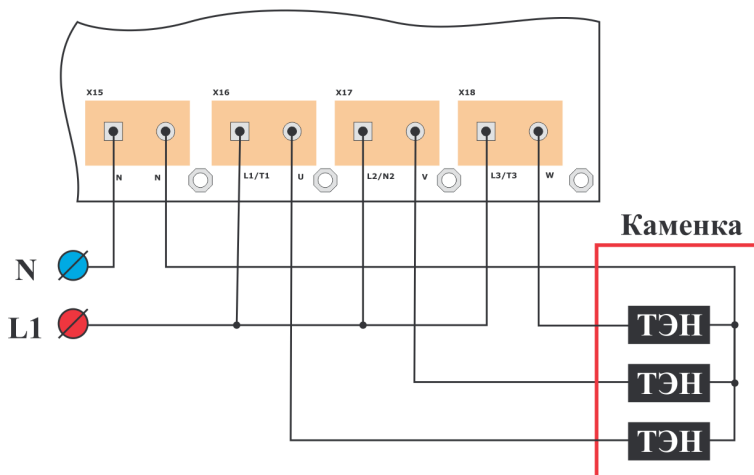 X15 X16 X17 X18
N N L1/T1 U L2/N2 V L3/T3 W
Каменка
N
L1
ТЭН
ТЭН
ТЭН